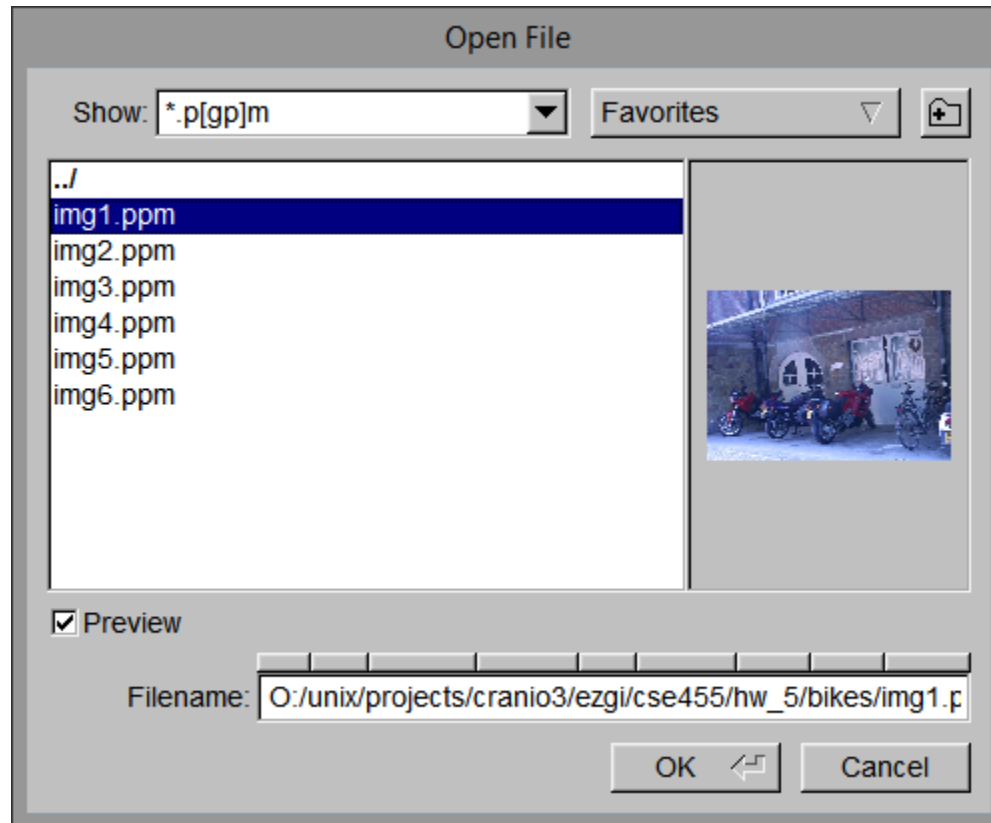 Open File
Show: *.p[gp]m Favorites
../
img1.ppm
img2.ppm
img3.ppm
img4.ppm
img5.ppm
img6.ppm
Preview
Filename: O:/unix/projects/cranio3/ezgi/cse455/hw_5/bikes/img1.p
OK Cancel